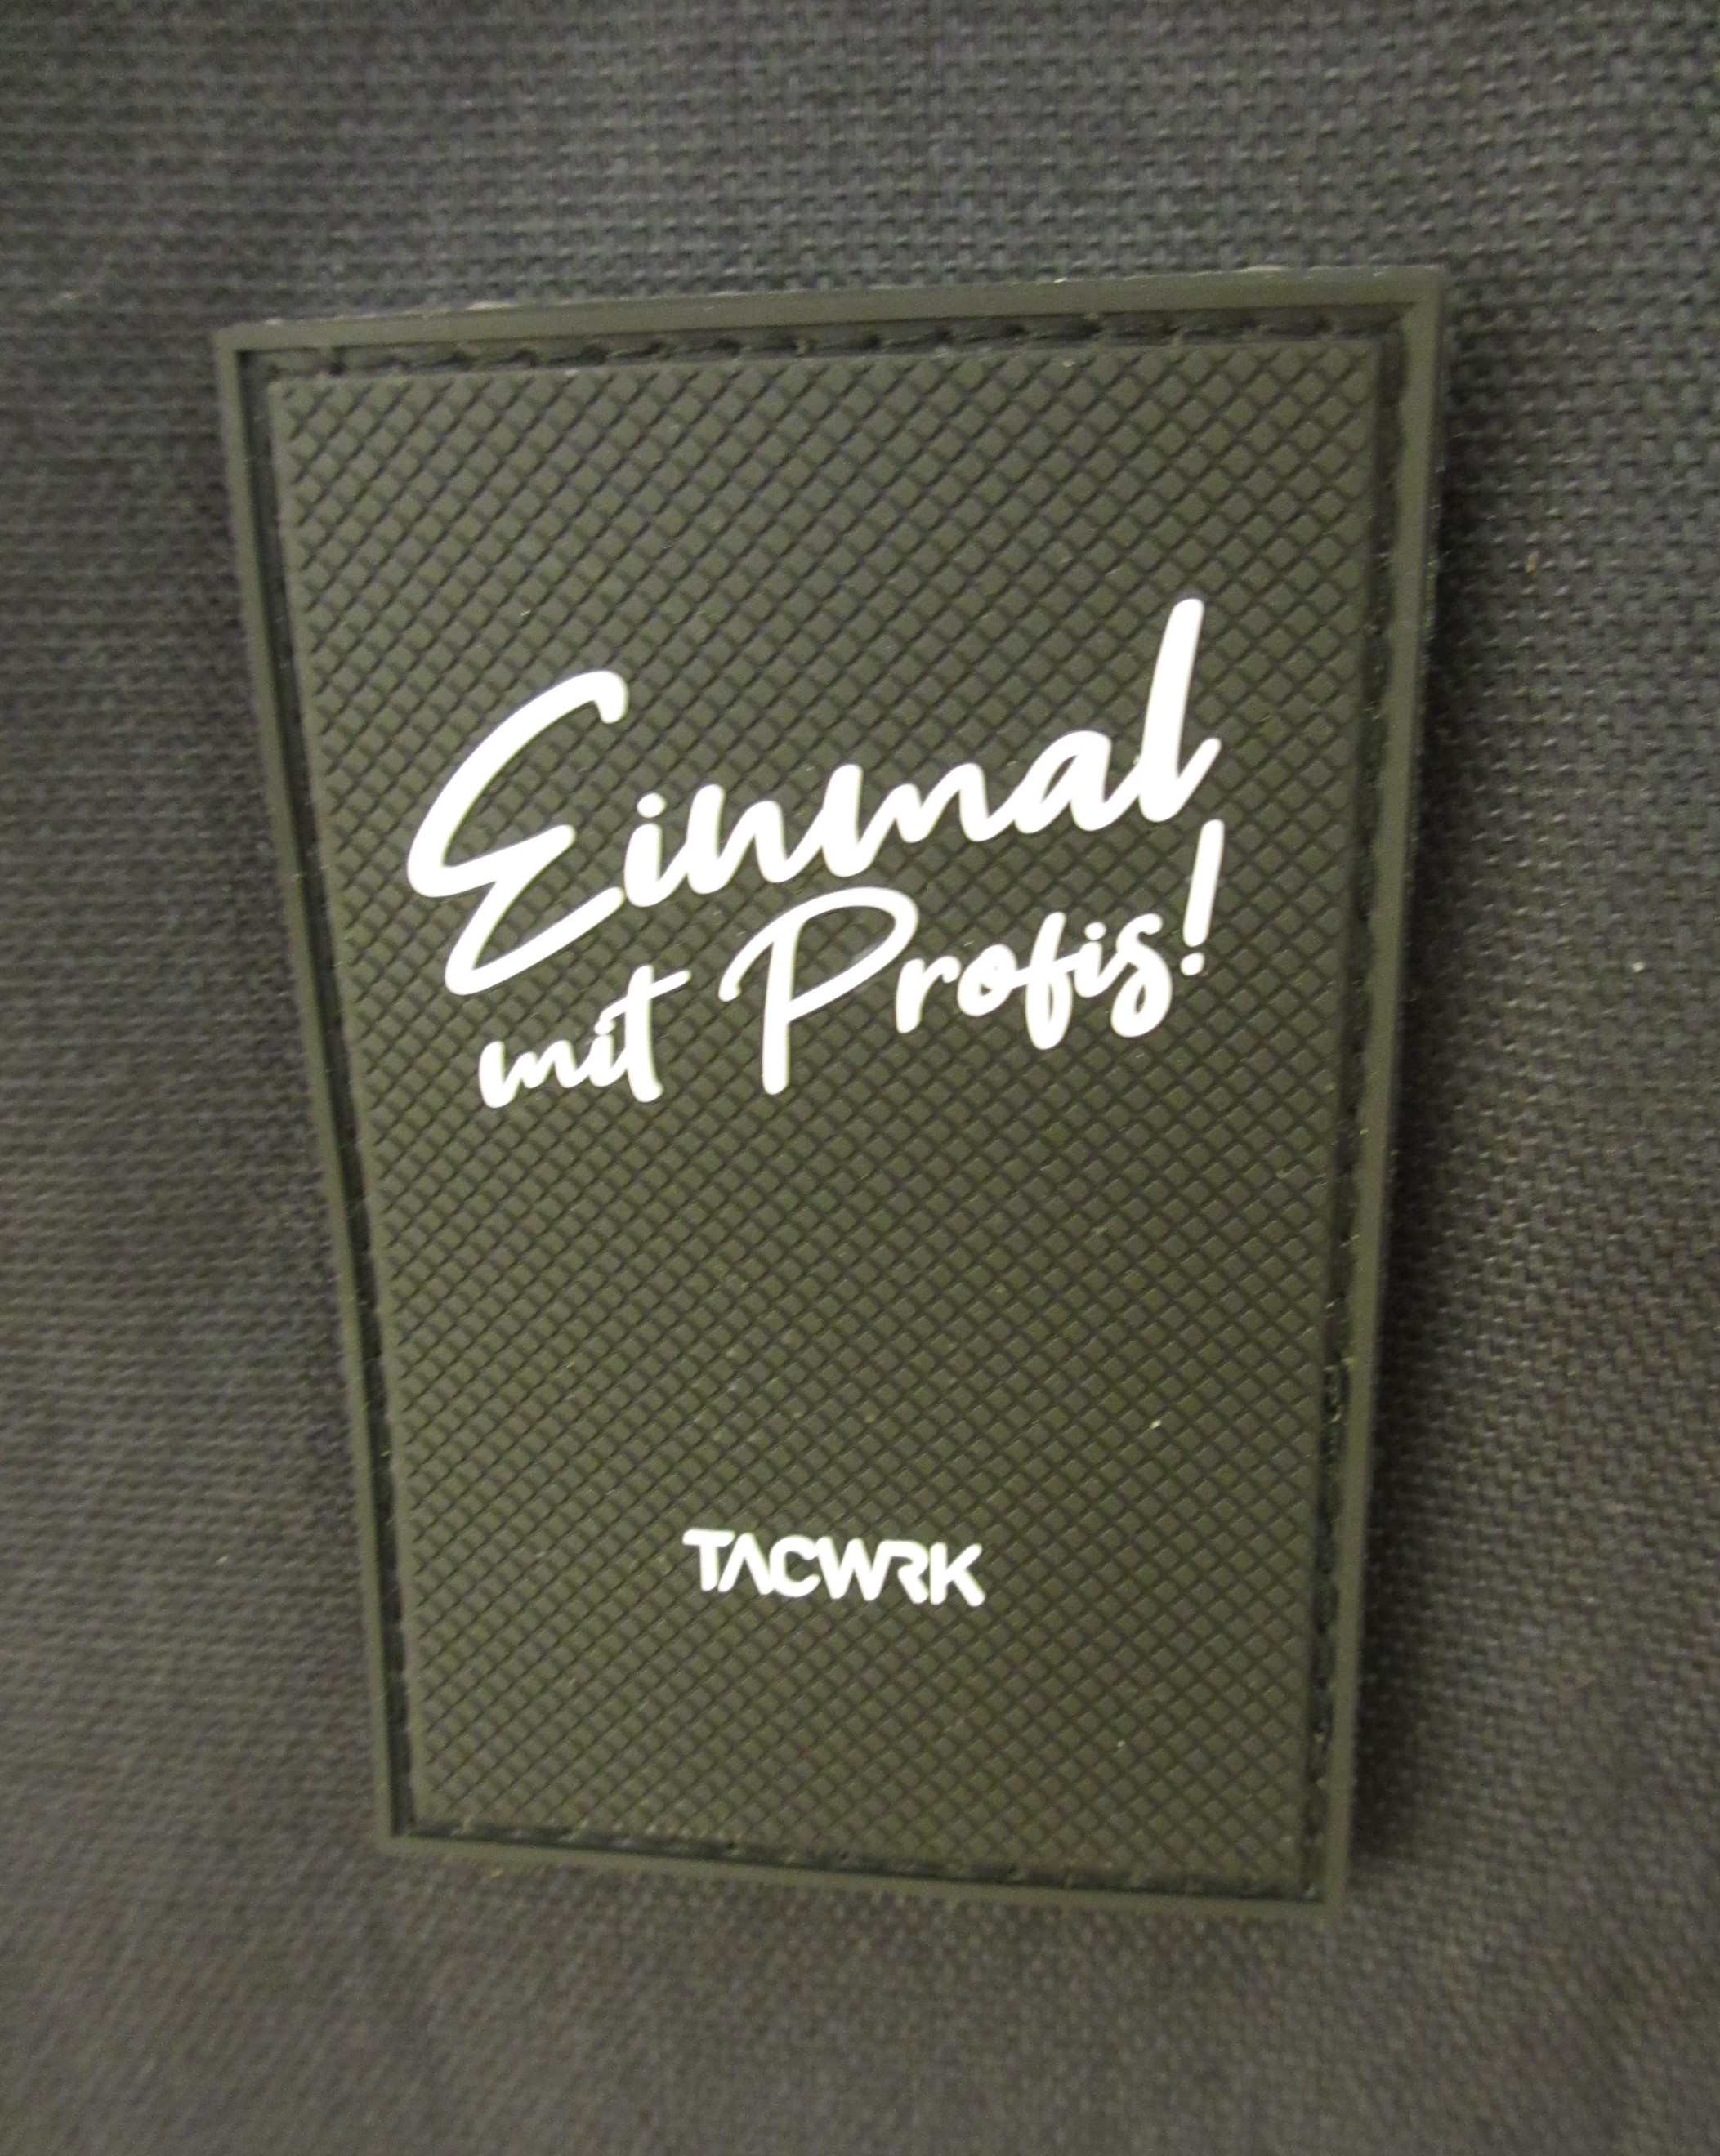 Einmal
mit Profis!
TACWRK